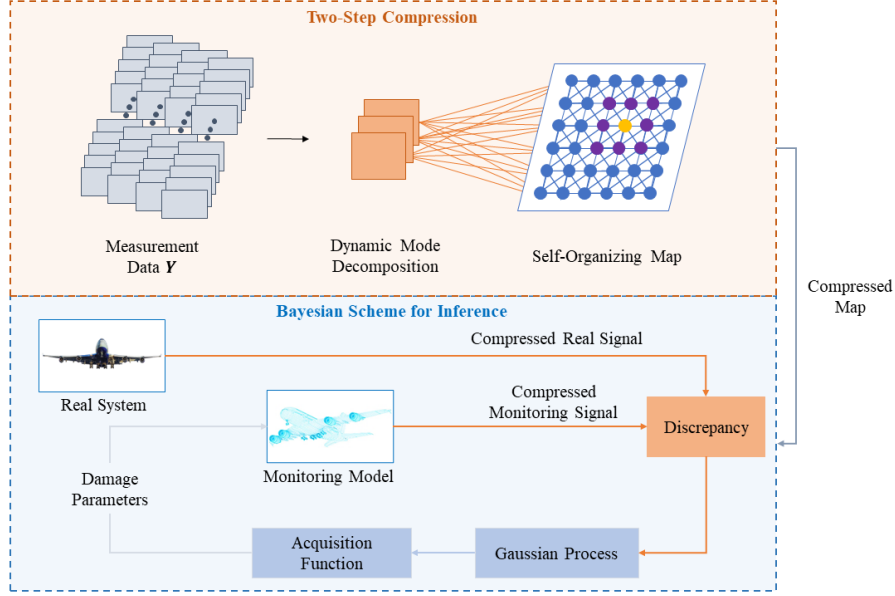 Two-Step Compression
Measurement
Data Y
Dynamic Mode
Decomposition
Self-Organizing Map
Compressed
Map
Bayesian Scheme for Inference
Compressed Real Signal
Real System
Compressed
Monitoring Signal
Discrepancy
Monitoring Model
Damage
Parameters
Acquisition
Function
Gaussian Process